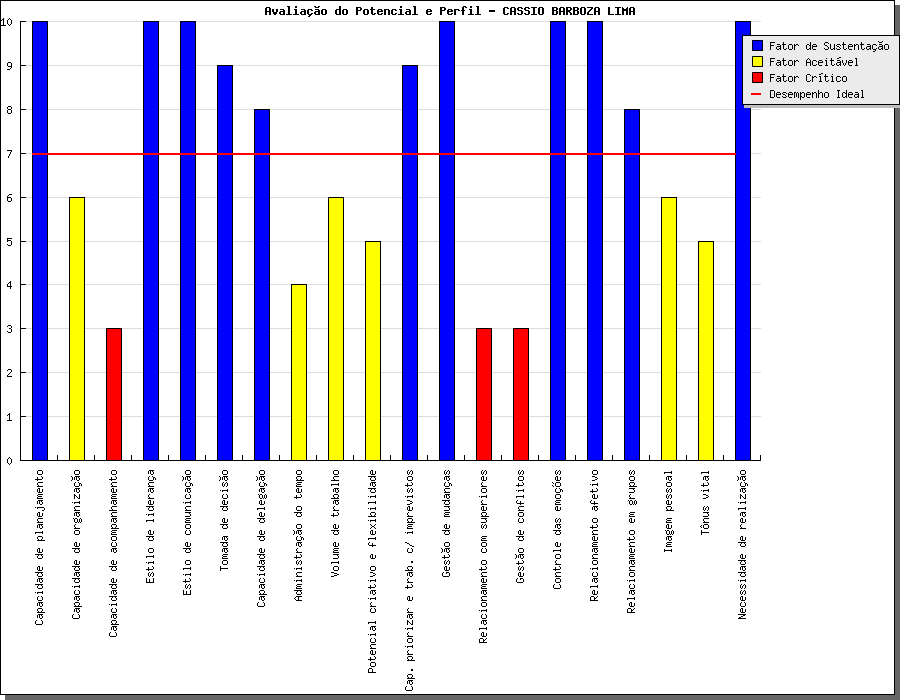 Avaliação do Potencial e Perfil - CASSIO BARBOZA LIMA
Fator de Sustentação
Fator Aceitável
Fator Crítico
Desempenho Ideal
10
9
8
7
6
5
4
3
2
1
0
Capacidade de planejamento
Capacidade de organização
Capacidade de acompanhamento
Estilo de liderança
Estilo de comunicação
Tomada de decisão
Capacidade de delegação
Administração do tempo
Volume de trabalho
Potencial criativo e flexibilidade
Cap. priorizar e trab. c/ imprevistos
Gestão de mudanças
Relacionamento com superiores
Gestão de conflitos
Controle das emoções
Relacionamento afetivo
Relacionamento em grupos
Imagem pessoal
Tônus vital
Necessidade de realização